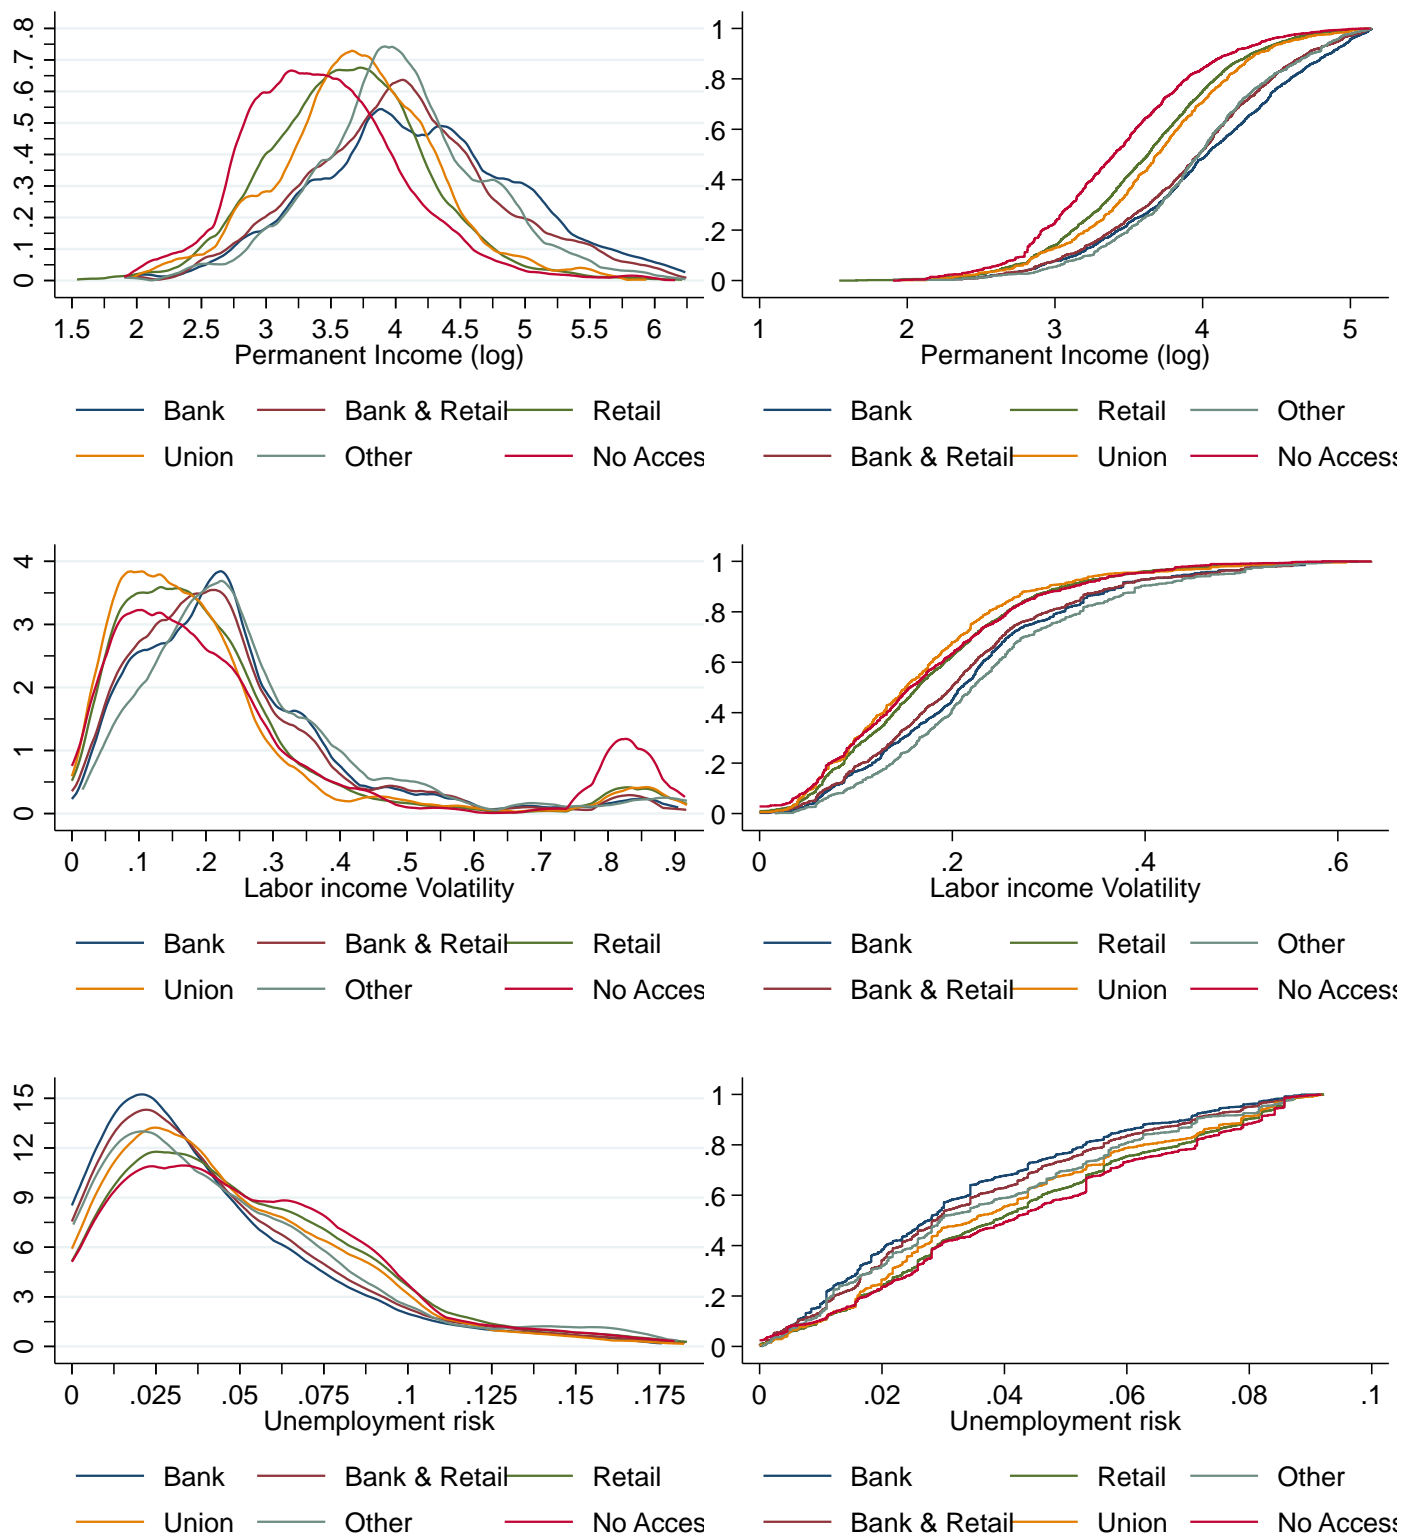 0 .1 .2 .3 .4 .5 .6 .7 .8
1.5 2 2.5 3 3.5 4 4.5 5 5.5 6
Permanent Income (log)
Bank Bank & Retail Retail
Union Other No Acces
0 .2 .4 .6 .8 1
1 2 3 4 5
Permanent Income (log)
Bank Retail Other
Bank & Retail Union No Access
0 1 2 3 4
0 .1 .2 .3 .4 .5 .6 .7 .8 .9
Labor income Volatility
Bank Bank & Retail Retail
Union Other No Acces
0 .2 .4 .6 .8 1
0 .2 .4 .6
Labor income Volatility
Bank Retail Other
Bank & Retail Union No Access
0 3 6 9 12 15
0 .025 .05 .075 .1 .125 .15 .175
Unemployment risk
Bank Bank & Retail Retail
Union Other No Acces
0 .2 .4 .6 .8 1
0 .02 .04 .06 .08 .1
Unemployment risk
Bank Retail Other
Bank & Retail Union No Access